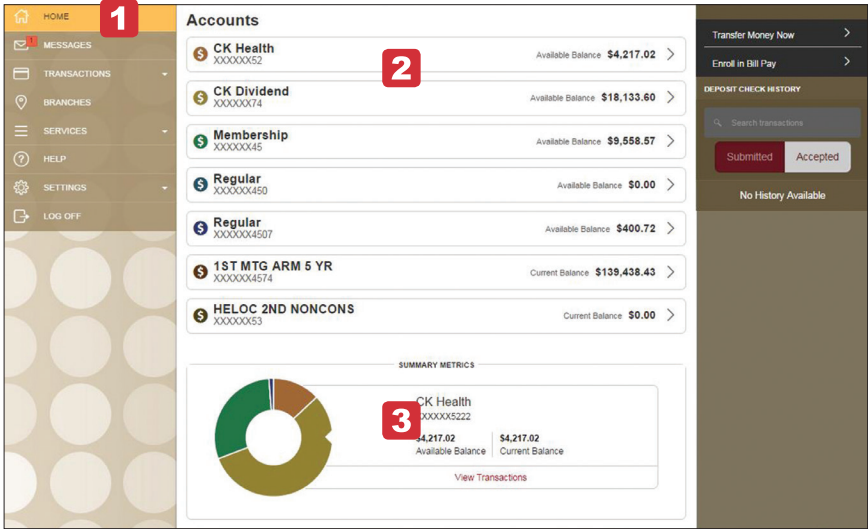 1
HOME
1
MESSAGES
TRANSACTIONS
BRANCHES
SERVICES
HELP
SETTINGS
LOG OFF
Accounts
2
CK Health
XXXXXX52
Available Balance $4,217.02
CK Dividend
XXXXXX74
Available Balance $18,133.60
Membership
XXXXXX45
Available Balance $9,558.57
Regular
XXXXXX450
Available Balance $0.00
Regular
XXXXXX4507
Available Balance $400.72
1ST MTG ARM 5 YR
XXXXXX4574
Current Balance $139,438.43
HELOC 2ND NONCONS
XXXXXX53
Current Balance $0.00
SUMMARY METRICS
3
CK Health
XXXXX5222
$4,217.02 $4,217.02
Available Balance Current Balance
View Transactions
Transfer Money Now
Enroll in Bill Pay
DEPOSIT CHECK HISTORY
Search transactions
Submitted Accepted
No History Available